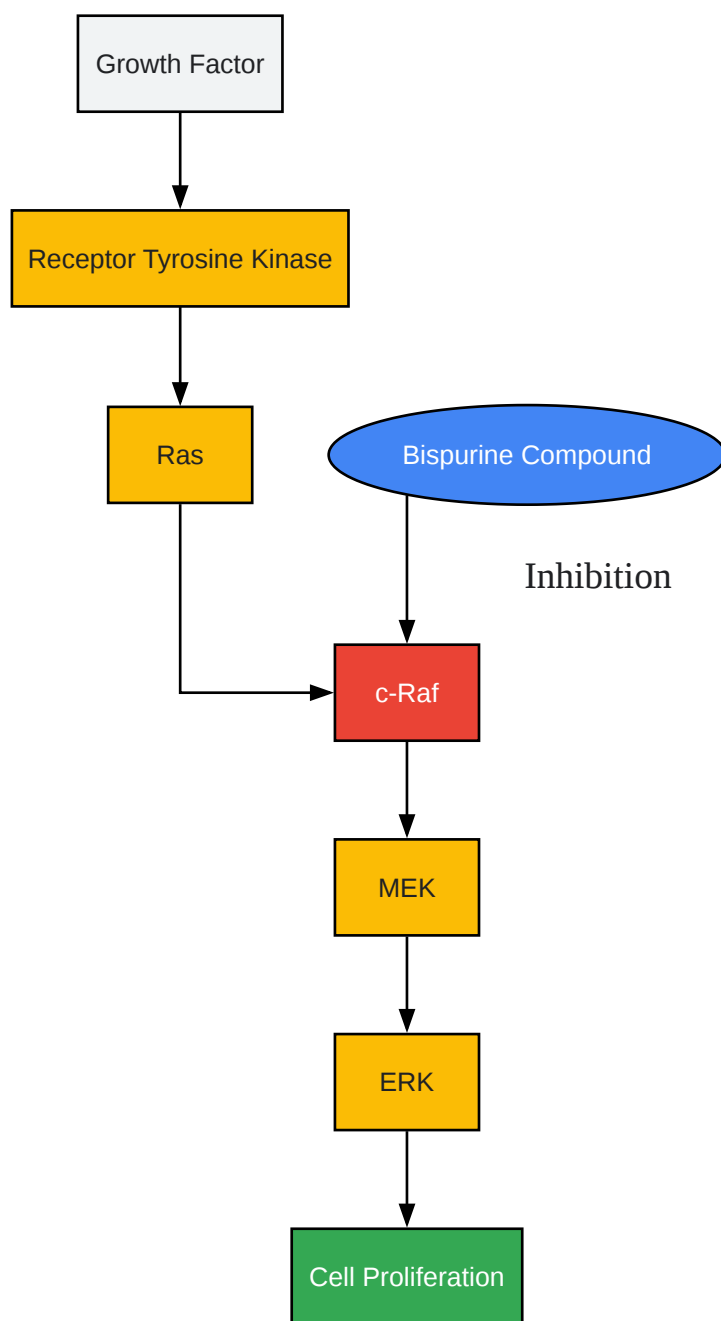 Growth Factor
Receptor Tyrosine Kinase
Ras
Bispurine Compound
Inhibition
c-Raf
MEK
ERK
Cell Proliferation